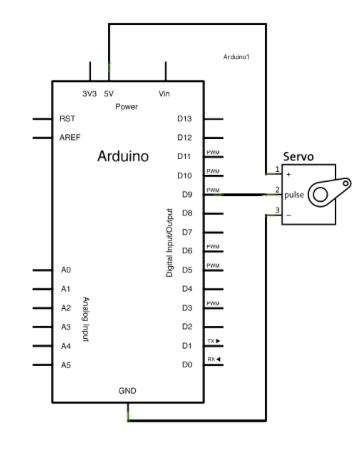 Arduino1
3V3 5V Vin
Power
RST
AREF
Arduino
D13
D12
PWM
D11
PWM
D10
PWM
D9
D8
D7
PWM
D6
PWM
D5
D4
PWM
D3
D2
TX ▶
D1
RX ◀
D0
Digital Input/Output
A0
A1
A2
A3
A4
A5
Analog Input
GND
Servo
1 +
2 pulse
3 −